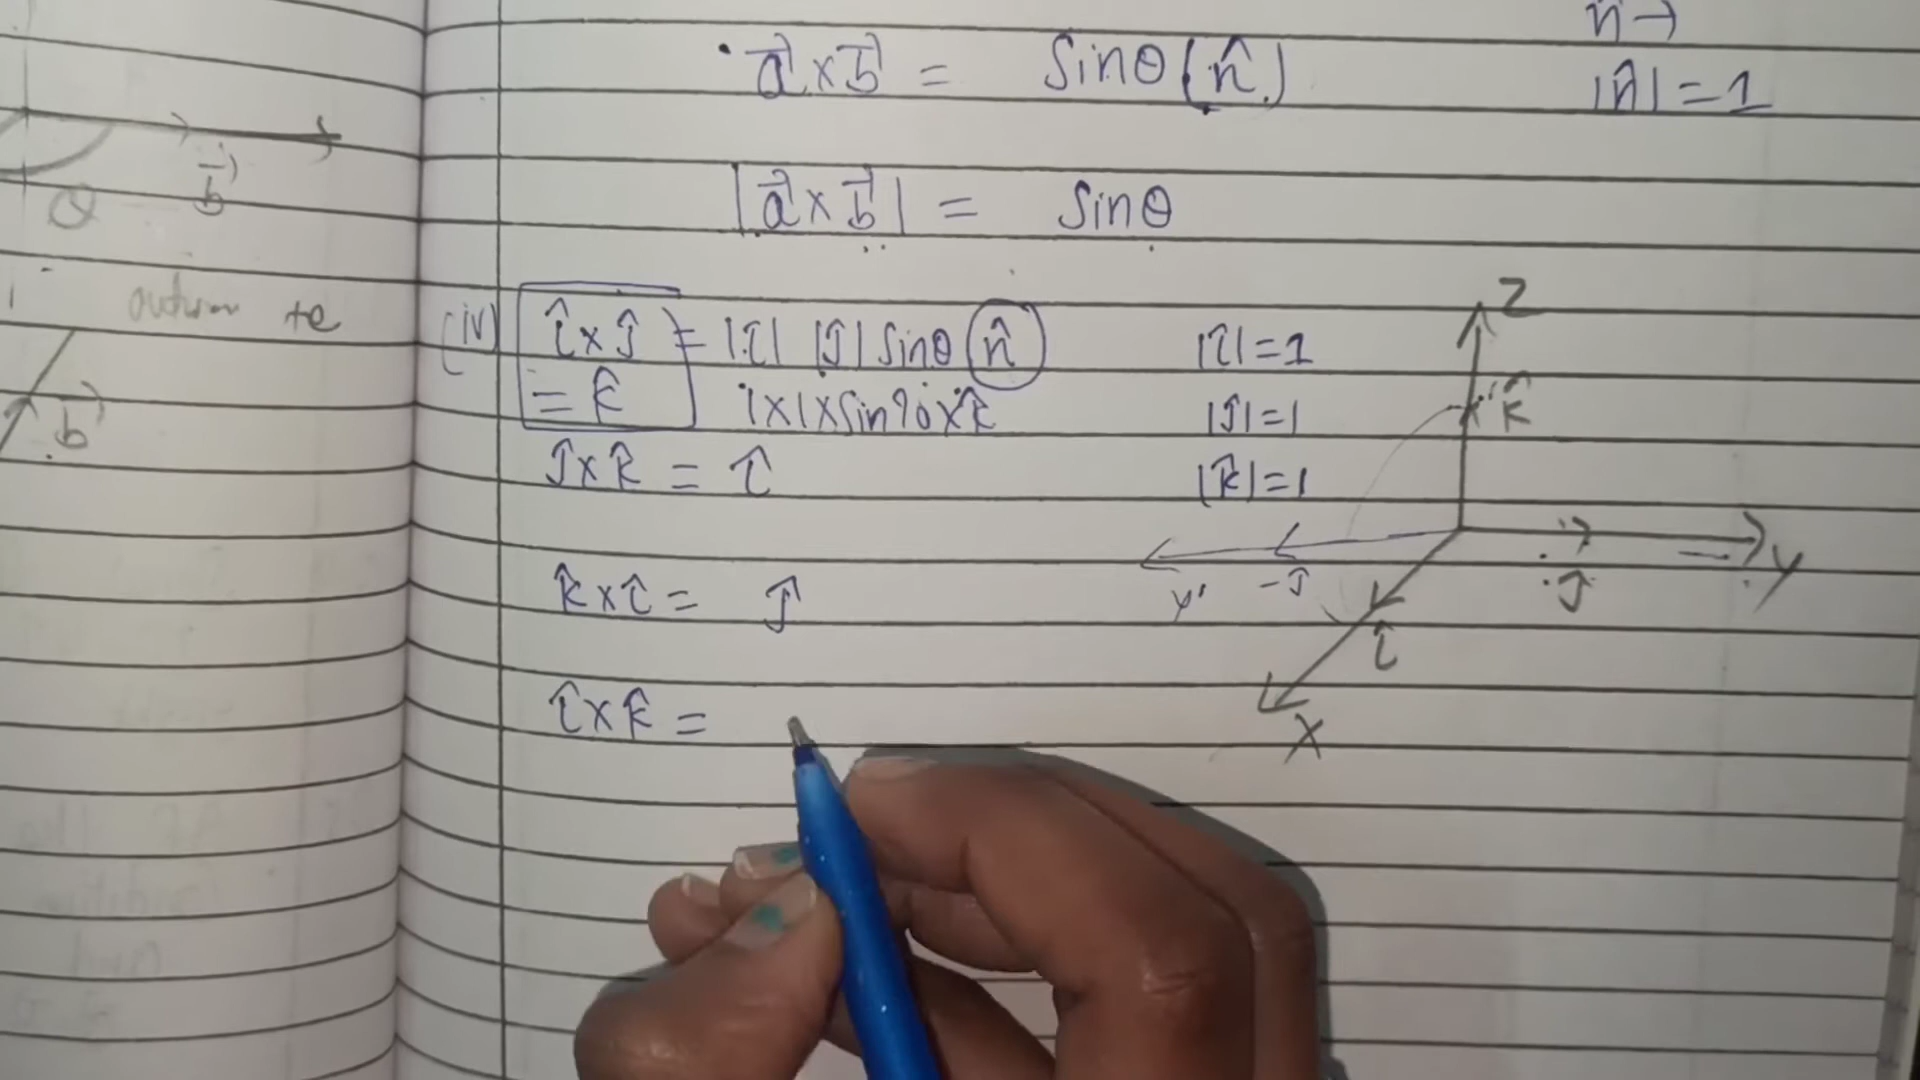 n̂→
a⃗×b⃗ = Sinθ(n̂)
|n̂|=1
|a⃗×b⃗| = Sinθ
(iv) î×ĵ = |î| |ĵ| Sinθ n̂
= k̂ 1×1×sin90×k̂
ĵ×k̂ = î
k̂×î = ĵ
î×k̂ =
|î|=1
|ĵ|=1
|k̂|=1
Z
k̂
Y
ĵ
-ĵ
Y'
î
X
θ
b⃗
+e
b⃗